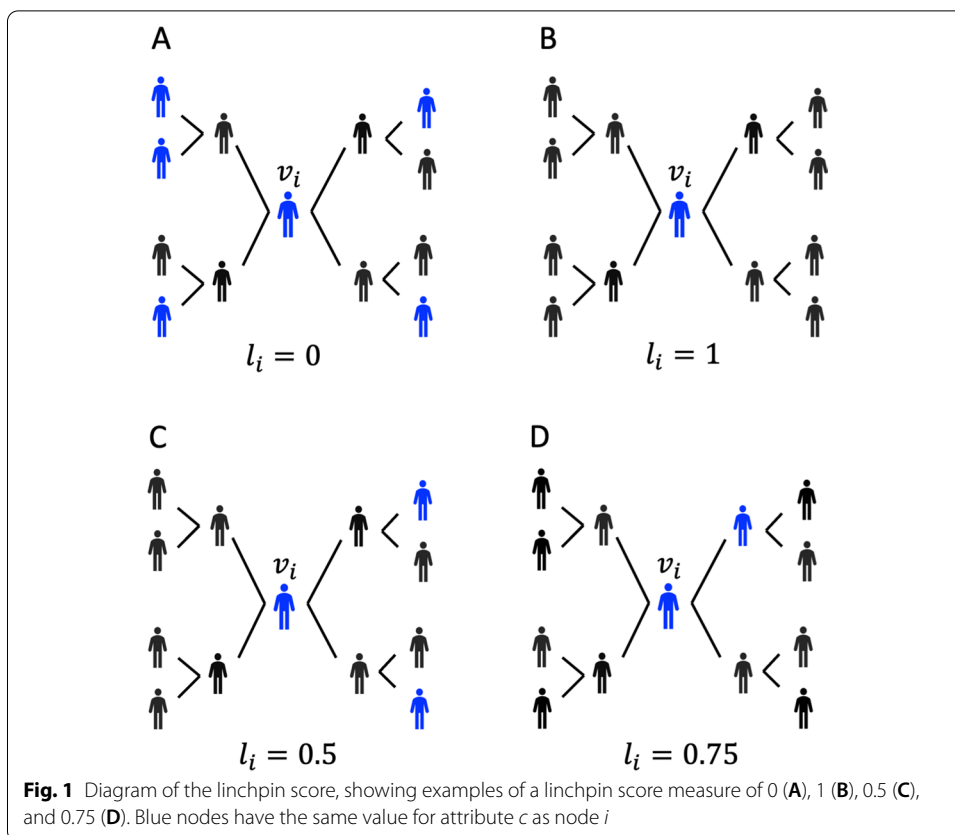 A
B
v_i
v_i
l_i = 0
l_i = 1
C
D
v_i
v_i
l_i = 0.5
l_i = 0.75
Fig. 1 Diagram of the linchpin score, showing examples of a linchpin score measure of 0 (A), 1 (B), 0.5 (C),
and 0.75 (D). Blue nodes have the same value for attribute c as node i